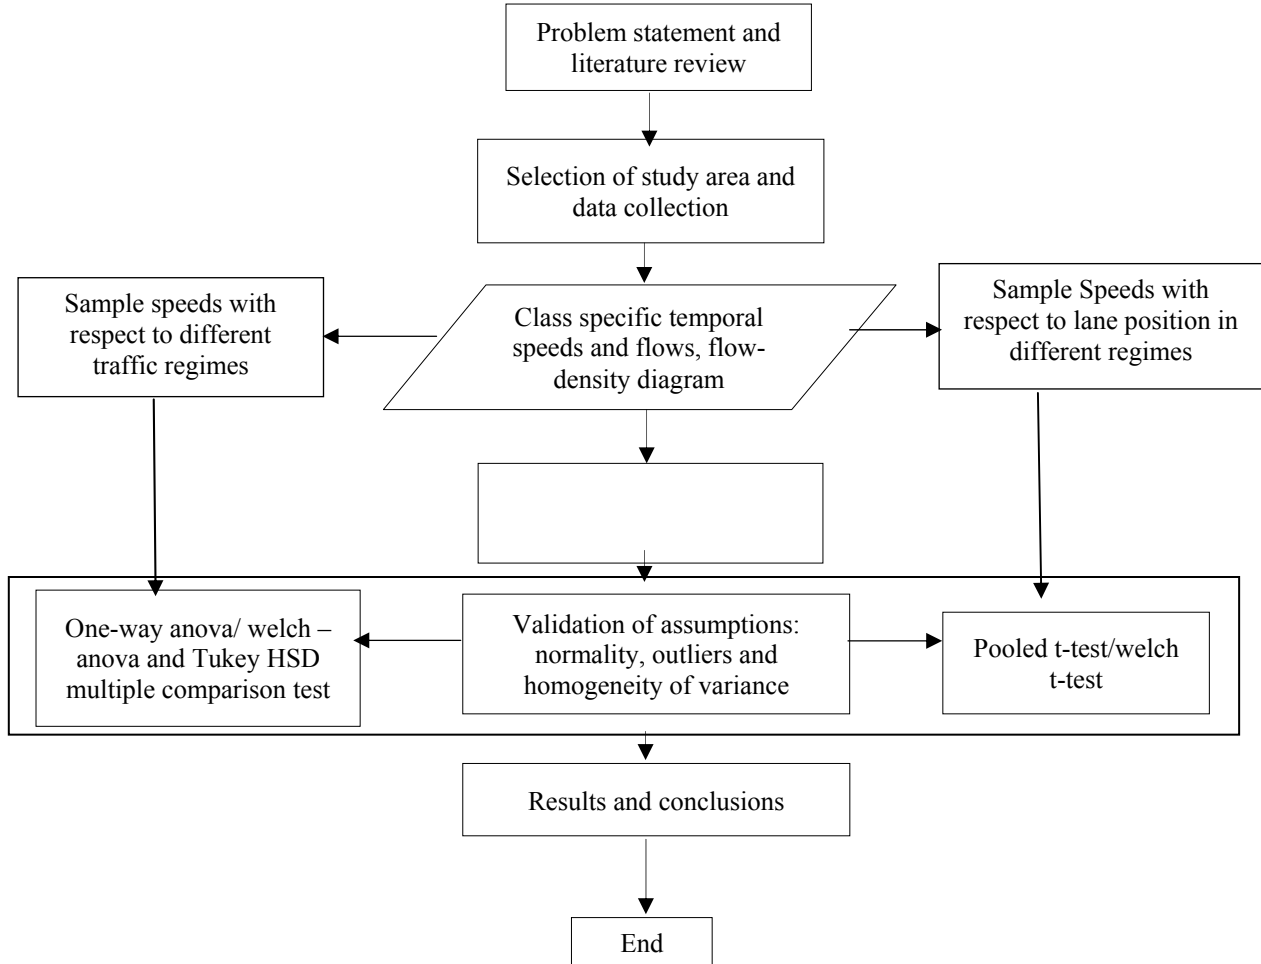 Problem statement and
literature review
Selection of study area and
data collection
Sample speeds with
respect to different
traffic regimes
Class specific temporal
speeds and flows, flow-
density diagram
Sample Speeds with
respect to lane position in
different regimes
One-way anova/ welch –
anova and Tukey HSD
multiple comparison test
Validation of assumptions:
normality, outliers and
homogeneity of variance
Pooled t-test/welch
t-test
Results and conclusions
End